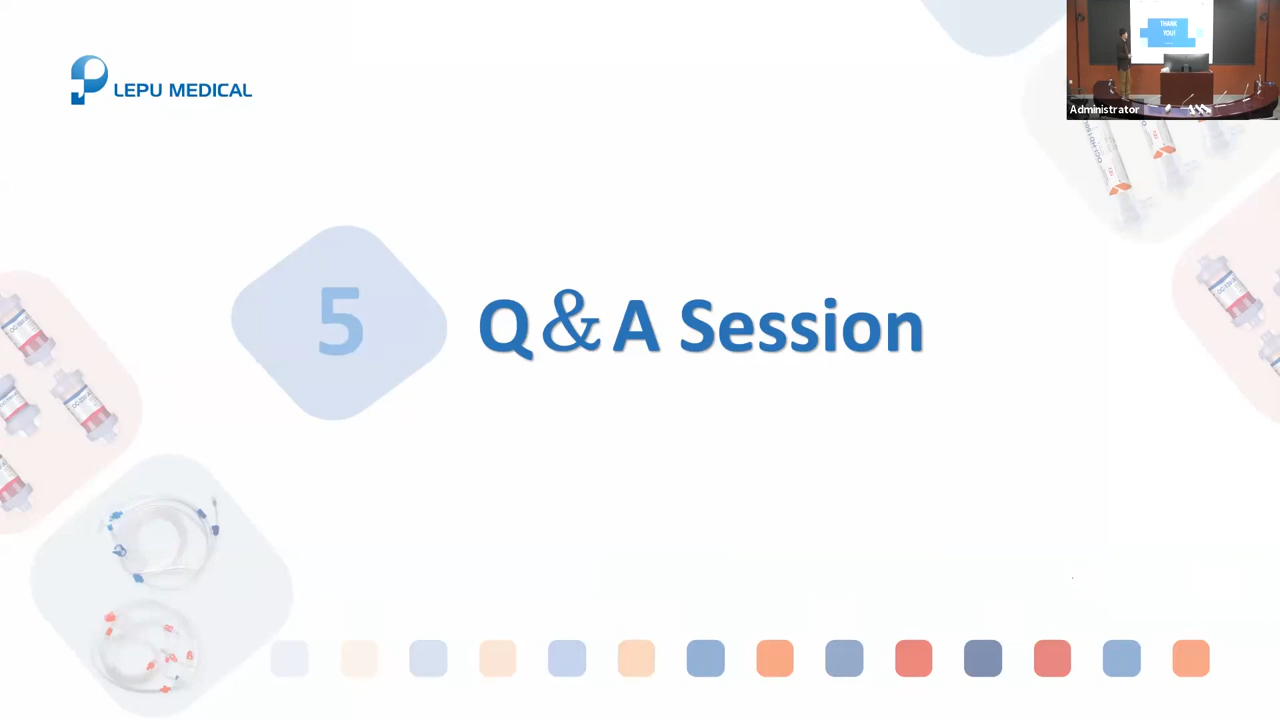 LEPU MEDICAL
THANK
YOU!
Administrator
5
Q&A Session